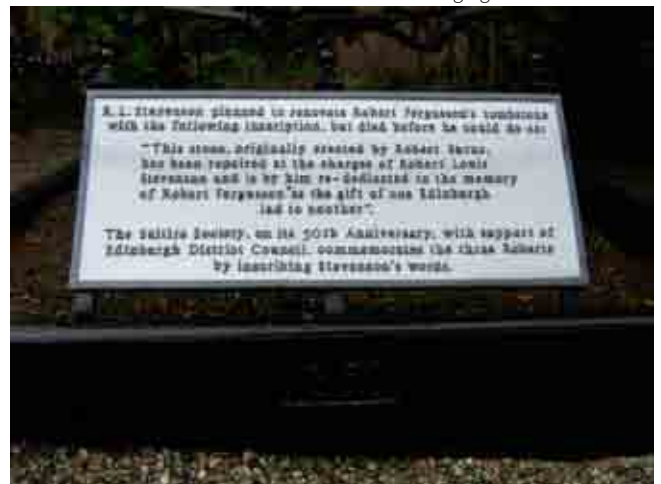 R. L. Stevenson planned to renovate Robert Fergusson's tombstone
with the following inscription, but died before he could do so:
"This stone, originally erected by Robert Burns,
has been repaired at the charges of Robert Louis
Stevenson and is by him re-dedicated to the memory
of Robert Fergusson as the gift of one Edinburgh
lad to another".
The Saltire Society, on its 50th Anniversary, with support of
Edinburgh District Council, commemorates the three Roberts
by inscribing Stevenson's words.